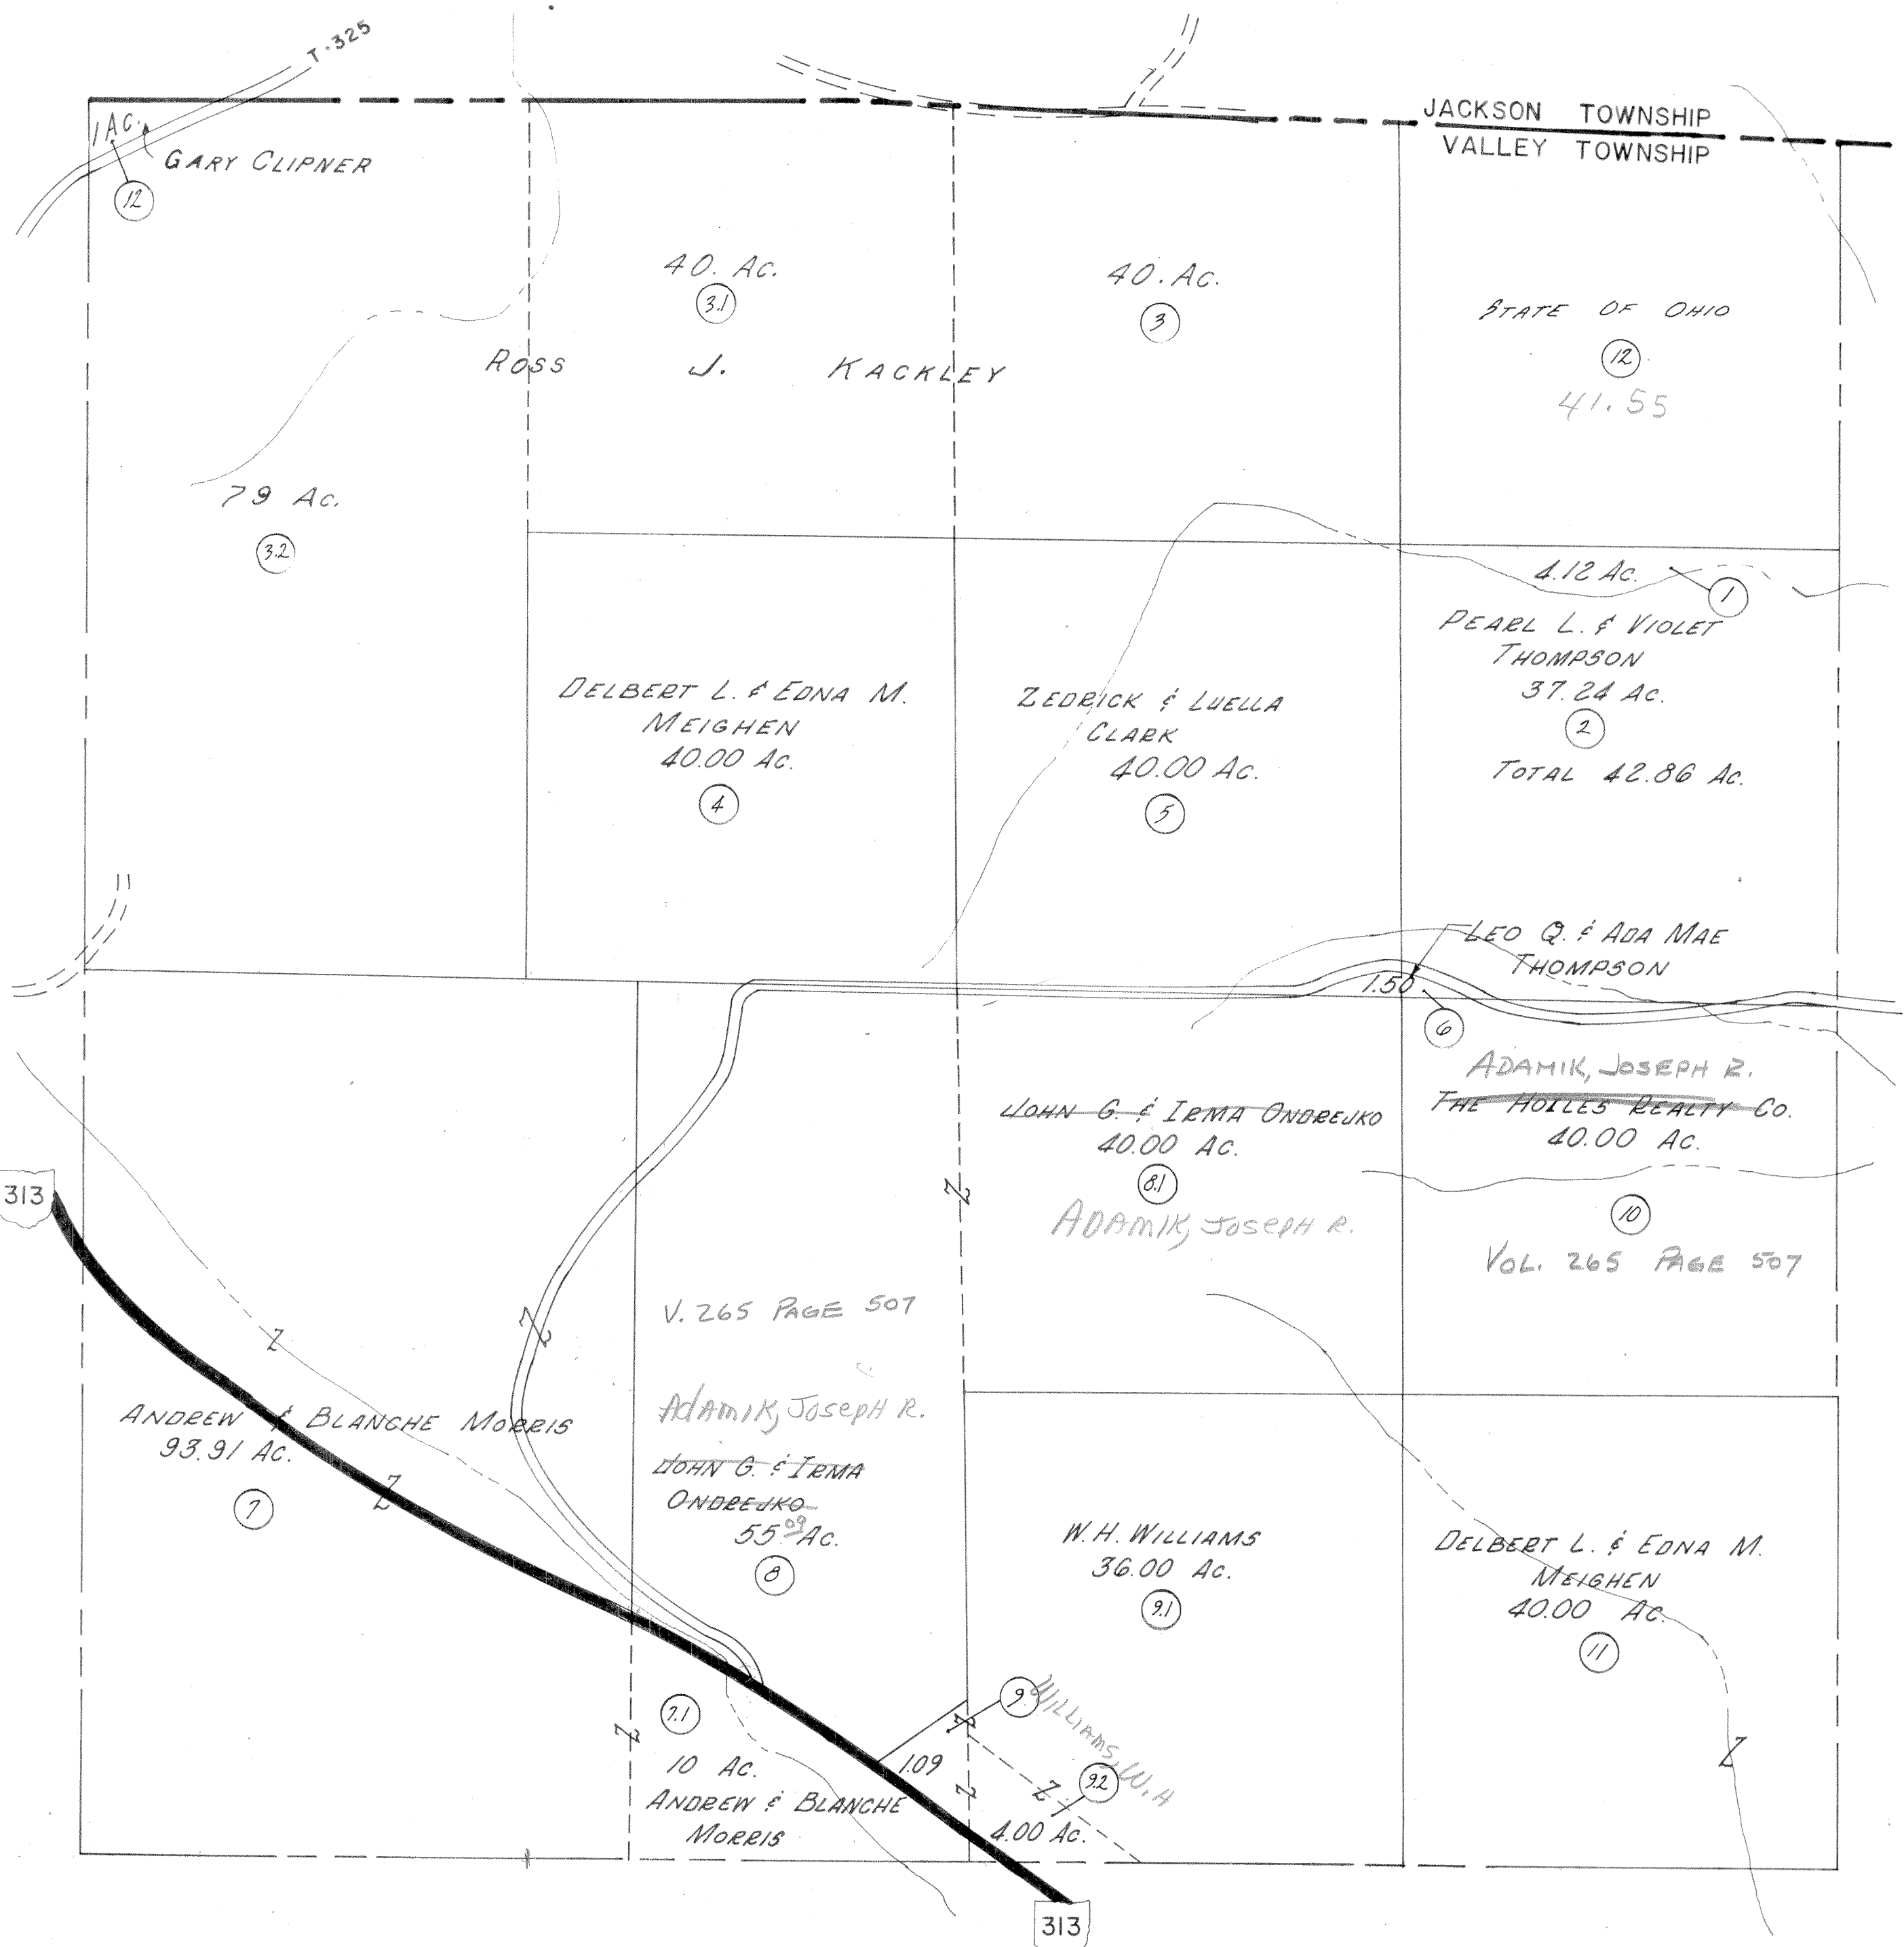 T-325
JACKSON TOWNSHIP
VALLEY TOWNSHIP
1 AC.
GARY CLIPNER
12
40. AC.
3.1
40. AC.
3
STATE OF OHIO
12
41.55
ROSS J. KACKLEY
79 AC.
3.2
4.12 AC.
1
PEARL L. & VIOLET
THOMPSON
37.24 AC.
2
TOTAL 42.86 AC.
DELBERT L. & EDNA M.
MEIGHEN
40.00 AC.
4
ZEDRICK & LUELLA
CLARK
40.00 AC.
5
LEO Q. & ADA MAE
THOMPSON
1.50
6
ADAMIK, JOSEPH R.
THE HOILES REALTY CO.
40.00 AC.
10
VOL. 265 PAGE 507
JOHN G. & IRMA ONDREJKO
40.00 AC.
8.1
ADAMIK, JOSEPH R.
313
V. 265 PAGE 507
ADAMIK, JOSEPH R.
JOHN G. & IRMA
ONDREJKO
55.09 AC.
8
ANDREW & BLANCHE MORRIS
93.91 AC.
7
W.H. WILLIAMS
36.00 AC.
9.1
DELBERT L. & EDNA M.
MEIGHEN
40.00 AC.
11
9
WILLIAMS, W. H
7.1
10 AC.
ANDREW & BLANCHE
MORRIS
1.09
9.2
4.00 AC.
313